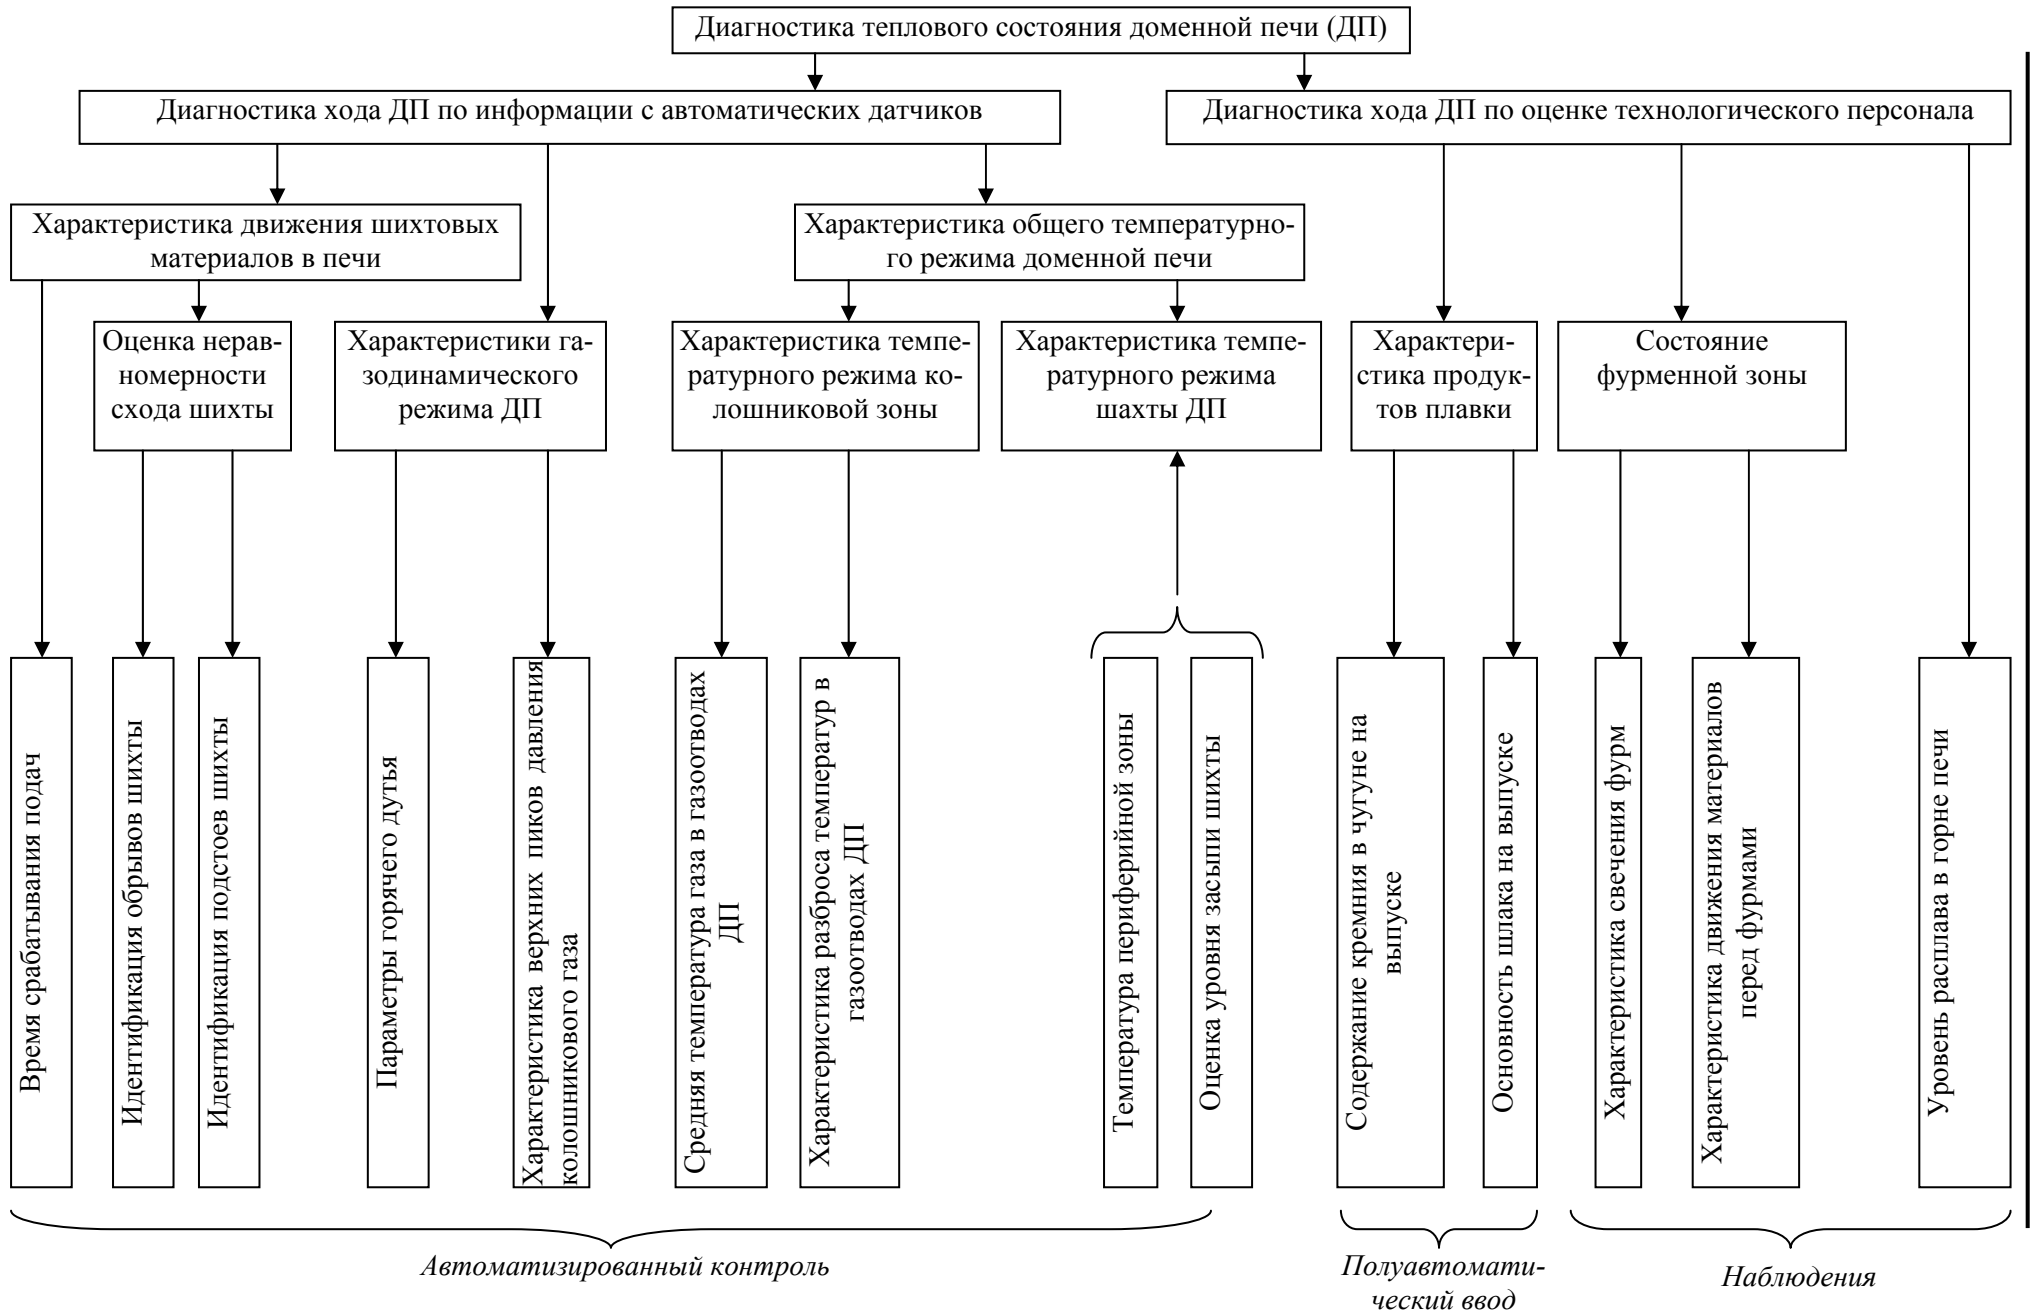 Диагностика теплового состояния доменной печи (ДП)
Диагностика хода ДП по информации с автоматических датчиков
Диагностика хода ДП по оценке технологического персонала
Характеристика движения шихтовых
материалов в печи
Характеристика общего температурно-
го режима доменной печи
Оценка нерав-
номерности
схода шихты
Характеристики га-
зодинамического
режима ДП
Характеристика темпе-
ратурного режима ко-
лошниковой зоны
Характеристика темпе-
ратурного режима
шахты ДП
Характери-
стика продук-
тов плавки
Состояние
фурменной зоны
Время срабатывания подач
Идентификация обрывов шихты
Идентификация подстоев шихты
Параметры горячего дутья
Характеристика верхних пиков давления
колошникового газа
Средняя температура газа в газоотводах
ДП
Характеристика разброса температур в
газоотводах ДП
Температура периферийной зоны
Оценка уровня засыпи шихты
Содержание кремния в чугуне на
выпуске
Основность шлака на выпуске
Характеристика свечения фурм
Характеристика движения материалов
перед фурмами
Уровень расплава в горне печи
Автоматизированный контроль
Полуавтомати-
ческий ввод
Наблюдения